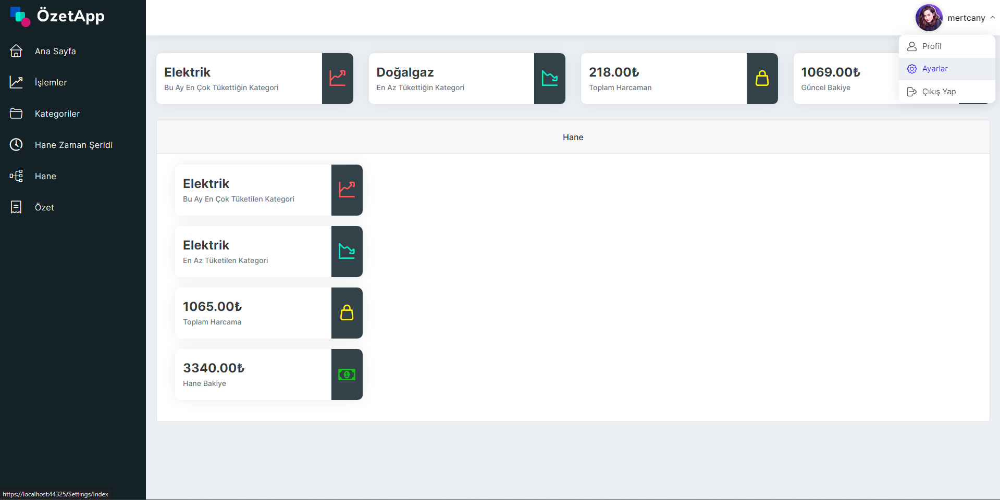 ÖzetApp
mertcany
Ana Sayfa
İşlemler
Kategoriler
Hane Zaman Şeridi
Hane
Özet
Profil
Ayarlar
Çıkış Yap
Elektrik
Bu Ay En Çok Tükettiğin Kategori
Doğalgaz
En Az Tükettiğin Kategori
218.00₺
Toplam Harcaman
1069.00₺
Güncel Bakiye
Hane
Elektrik
Bu Ay En Çok Tüketilen Kategori
Elektrik
En Az Tüketilen Kategori
1065.00₺
Toplam Harcama
3340.00₺
Hane Bakiye
https://localhost:44325/Settings/Index